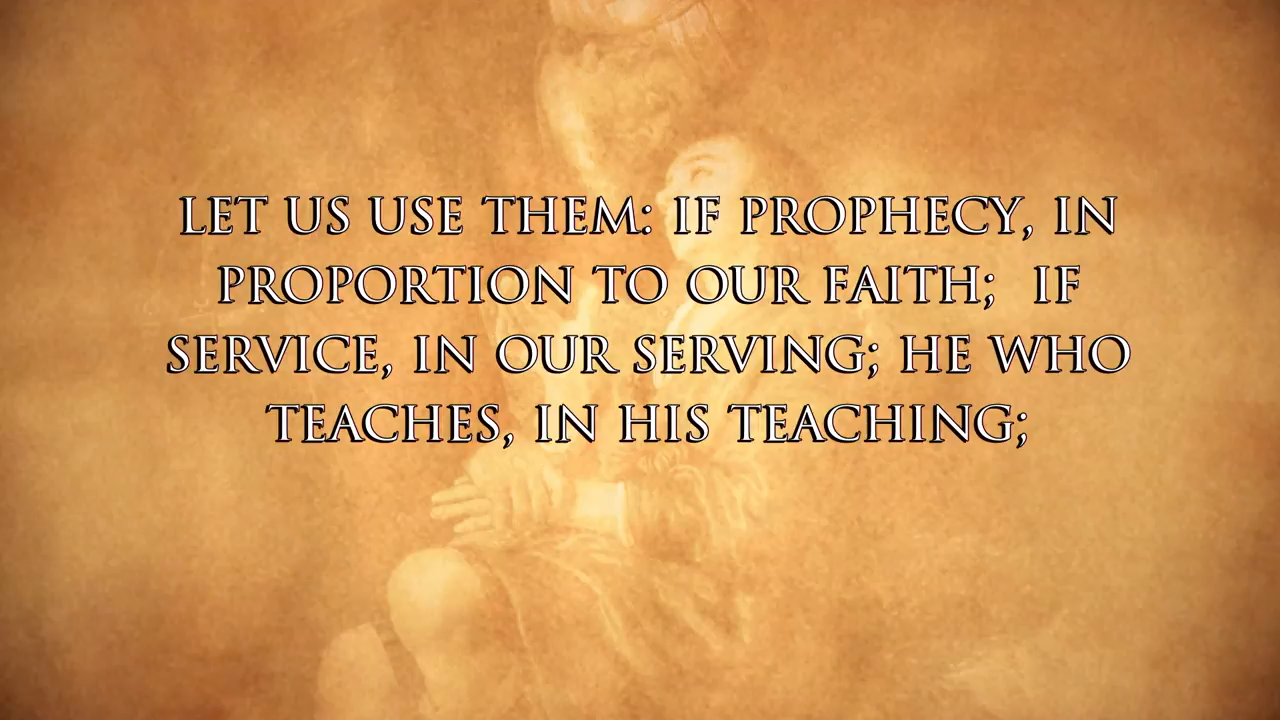 LET US USE THEM: IF PROPHECY, IN
PROPORTION TO OUR FAITH;  IF
SERVICE, IN OUR SERVING; HE WHO
TEACHES, IN HIS TEACHING;